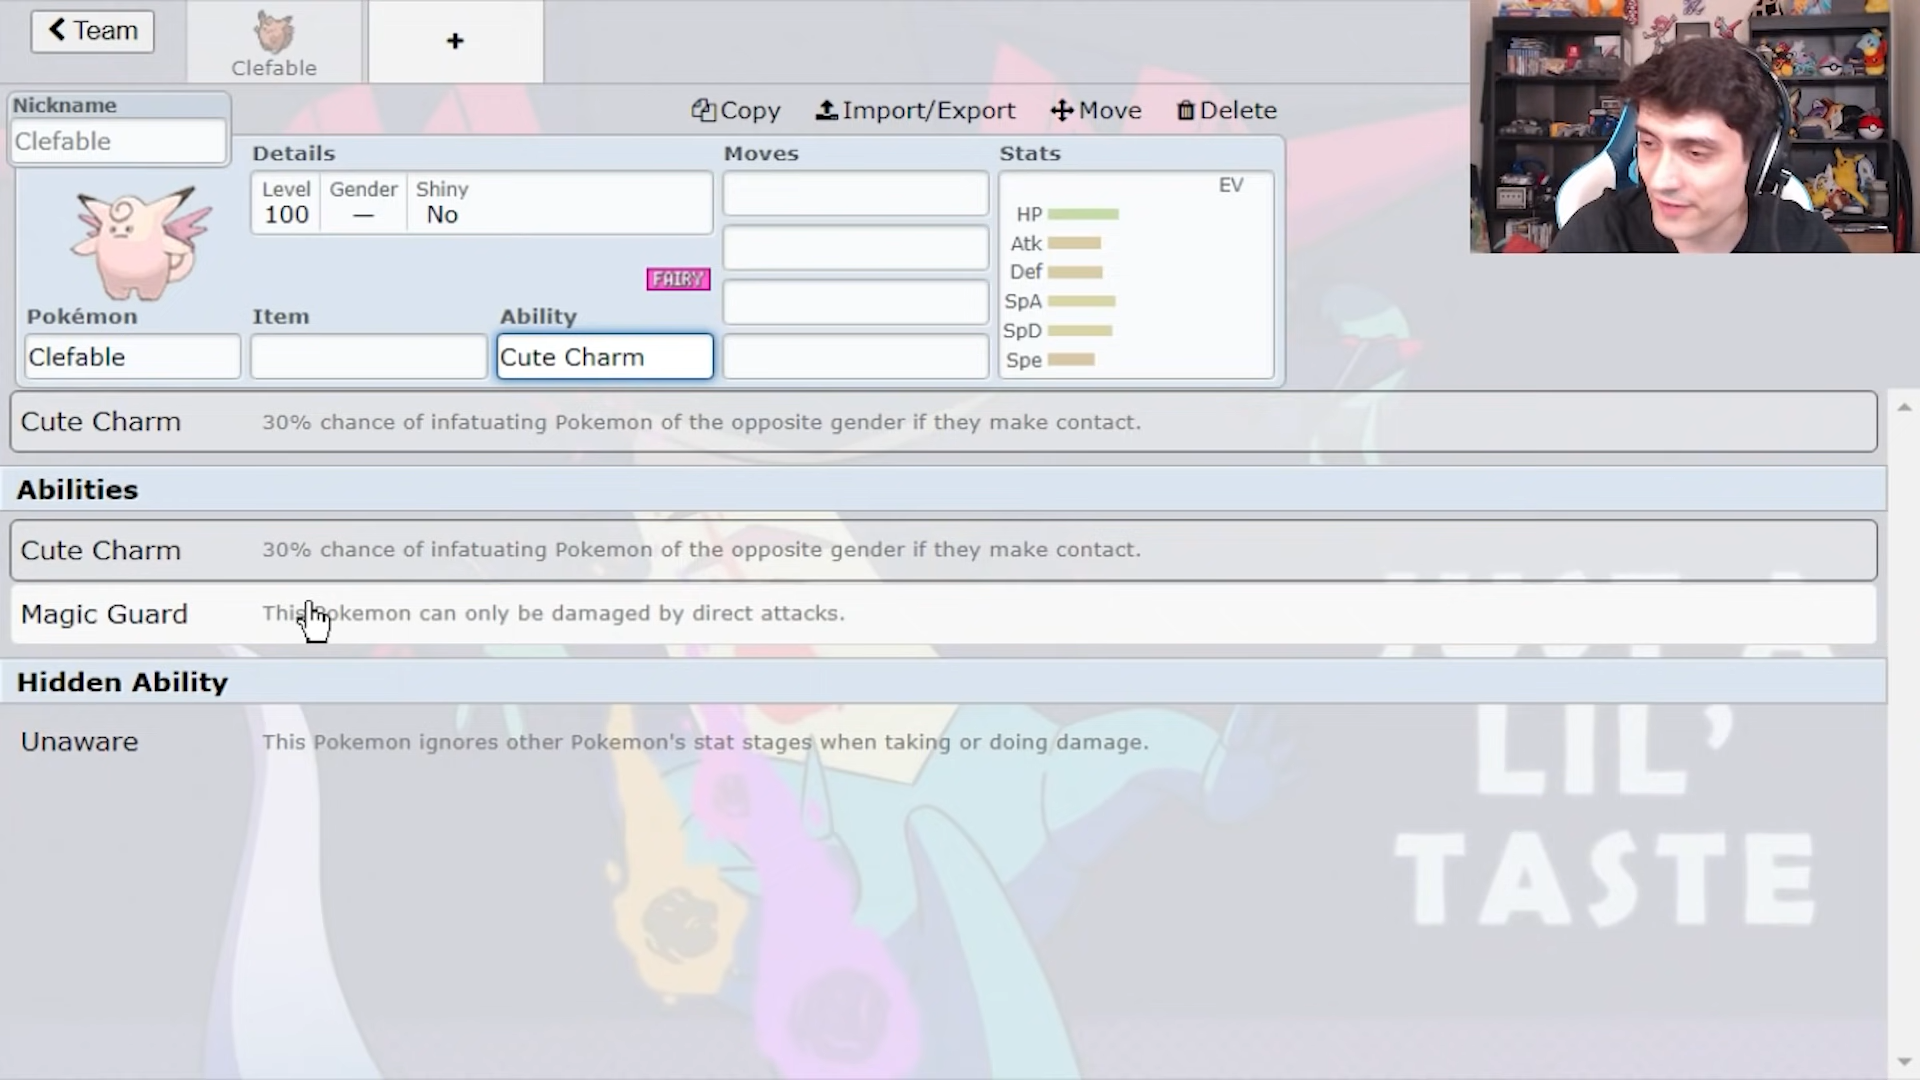 Team
Clefable
+
Nickname
Clefable
Copy
Import/Export
Move
Delete
Details
Moves
Stats
Level
Gender
Shiny
100
—
No
EV
HP
Atk
Def
SpA
SpD
Spe
FAIRY
Pokémon
Item
Ability
Clefable
Cute Charm
Cute Charm 30% chance of infatuating Pokemon of the opposite gender if they make contact.
Abilities
Cute Charm 30% chance of infatuating Pokemon of the opposite gender if they make contact.
Magic Guard This Pokemon can only be damaged by direct attacks.
Hidden Ability
Unaware This Pokemon ignores other Pokemon's stat stages when taking or doing damage.
JUST A
LIL'
TASTE